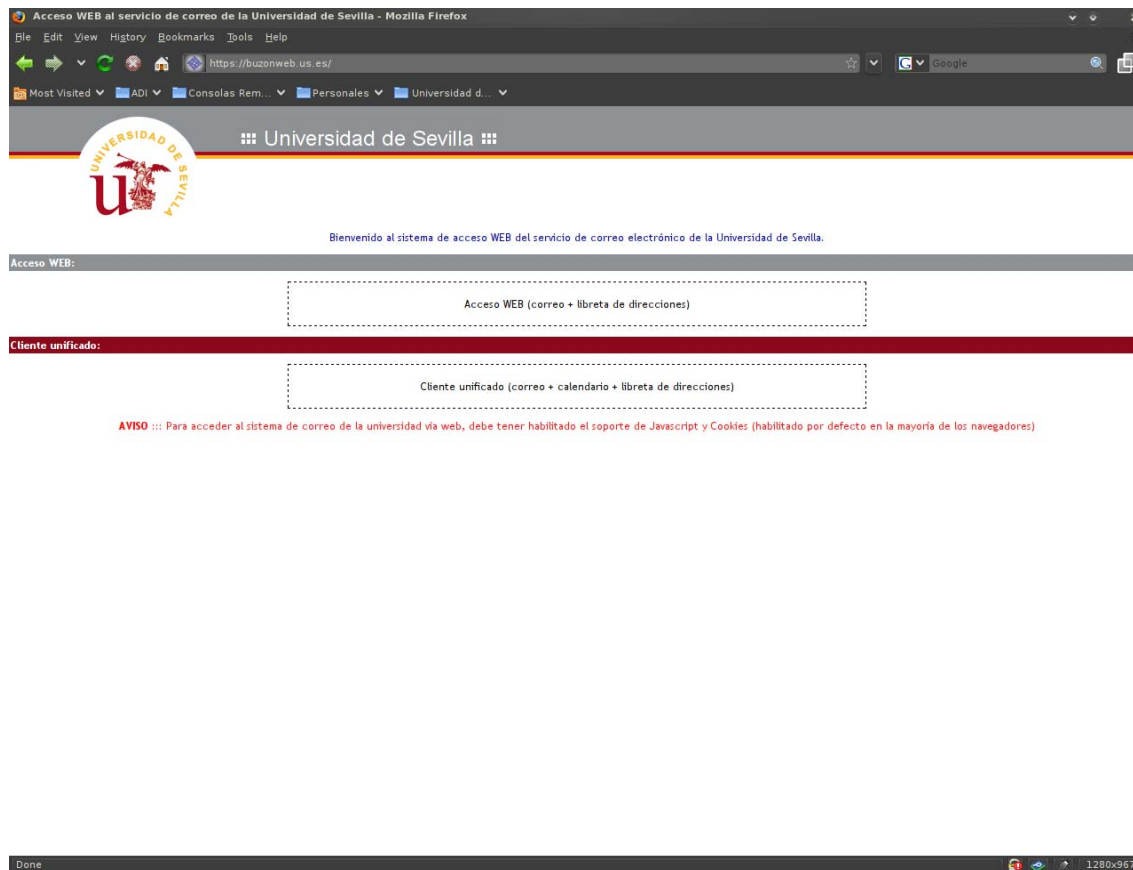 Acceso WEB al servicio de correo de la Universidad de Sevilla - Mozilla Firefox
File Edit View History Bookmarks Tools Help
https://buzonweb.us.es/ G Google
Most Visited ADI Consolas Rem... Personales Universidad d...
UNIVERSIDAD DE SEVILLA
u
::: Universidad de Sevilla :::
Bienvenido al sistema de acceso WEB del servicio de correo electrónico de la Universidad de Sevilla.
Acceso WEB:
Acceso WEB (correo + libreta de direcciones)
Cliente unificado:
Cliente unificado (correo + calendario + libreta de direcciones)
AVISO ::: Para acceder al sistema de correo de la universidad vía web, debe tener habilitado el soporte de Javascript y Cookies (habilitado por defecto en la mayoría de los navegadores)
Done 1280x967